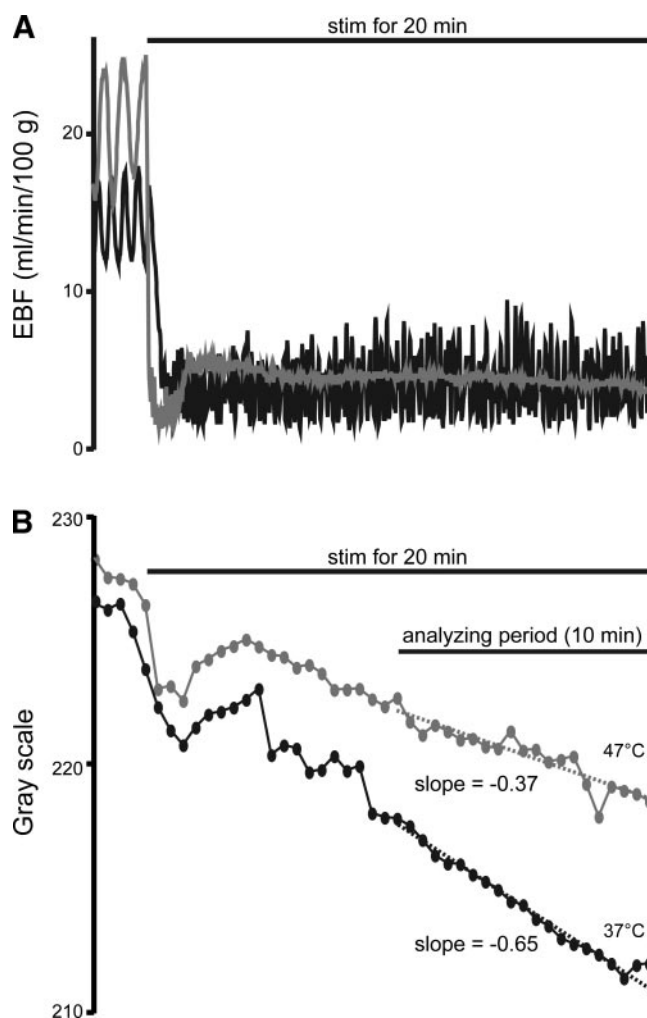 A
stim for 20 min
EBF (ml/min/100 g)
20
10
0
B
230
stim for 20 min
analyzing period (10 min)
Gray scale
220
47°C
slope = -0.37
37°C
slope = -0.65
210